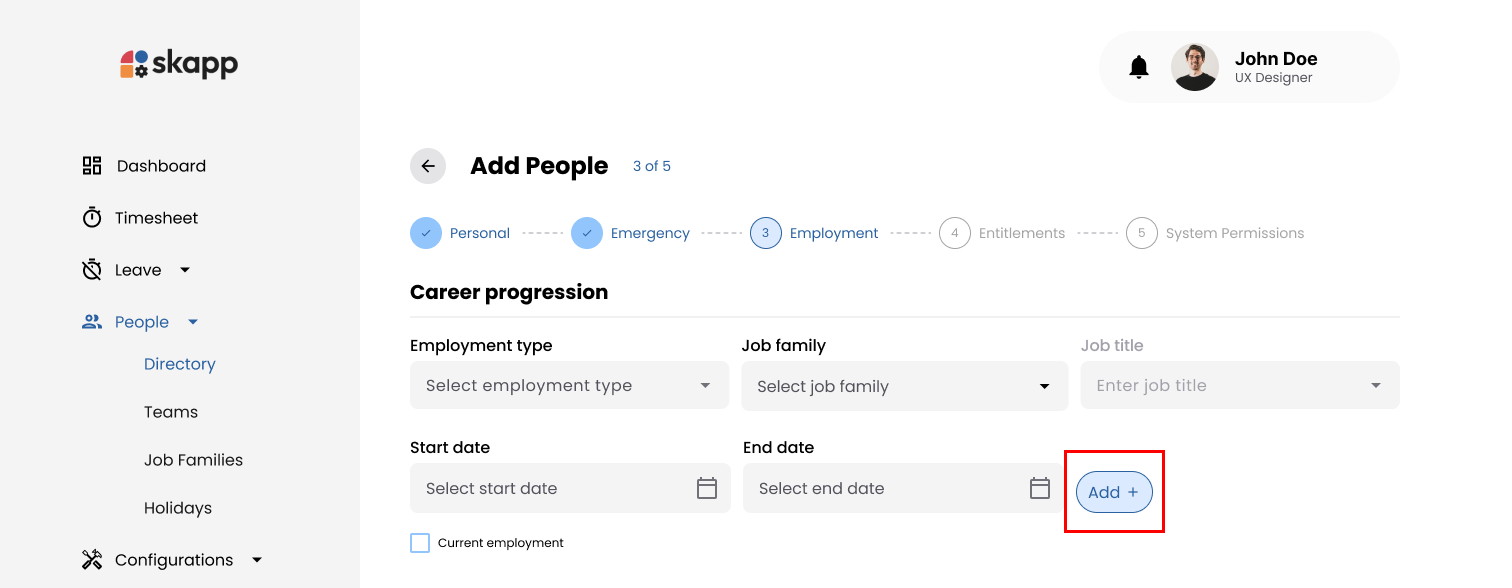 skapp
John Doe
UX Designer
Dashboard
Timesheet
Leave
People
Directory
Teams
Job Families
Holidays
Configurations
Add People 3 of 5
Personal Emergency 3 Employment 4 Entitlements 5 System Permissions
Career progression
Employment type Job family Job title
Select employment type Select job family Enter job title
Start date End date
Select start date Select end date Add +
Current employment